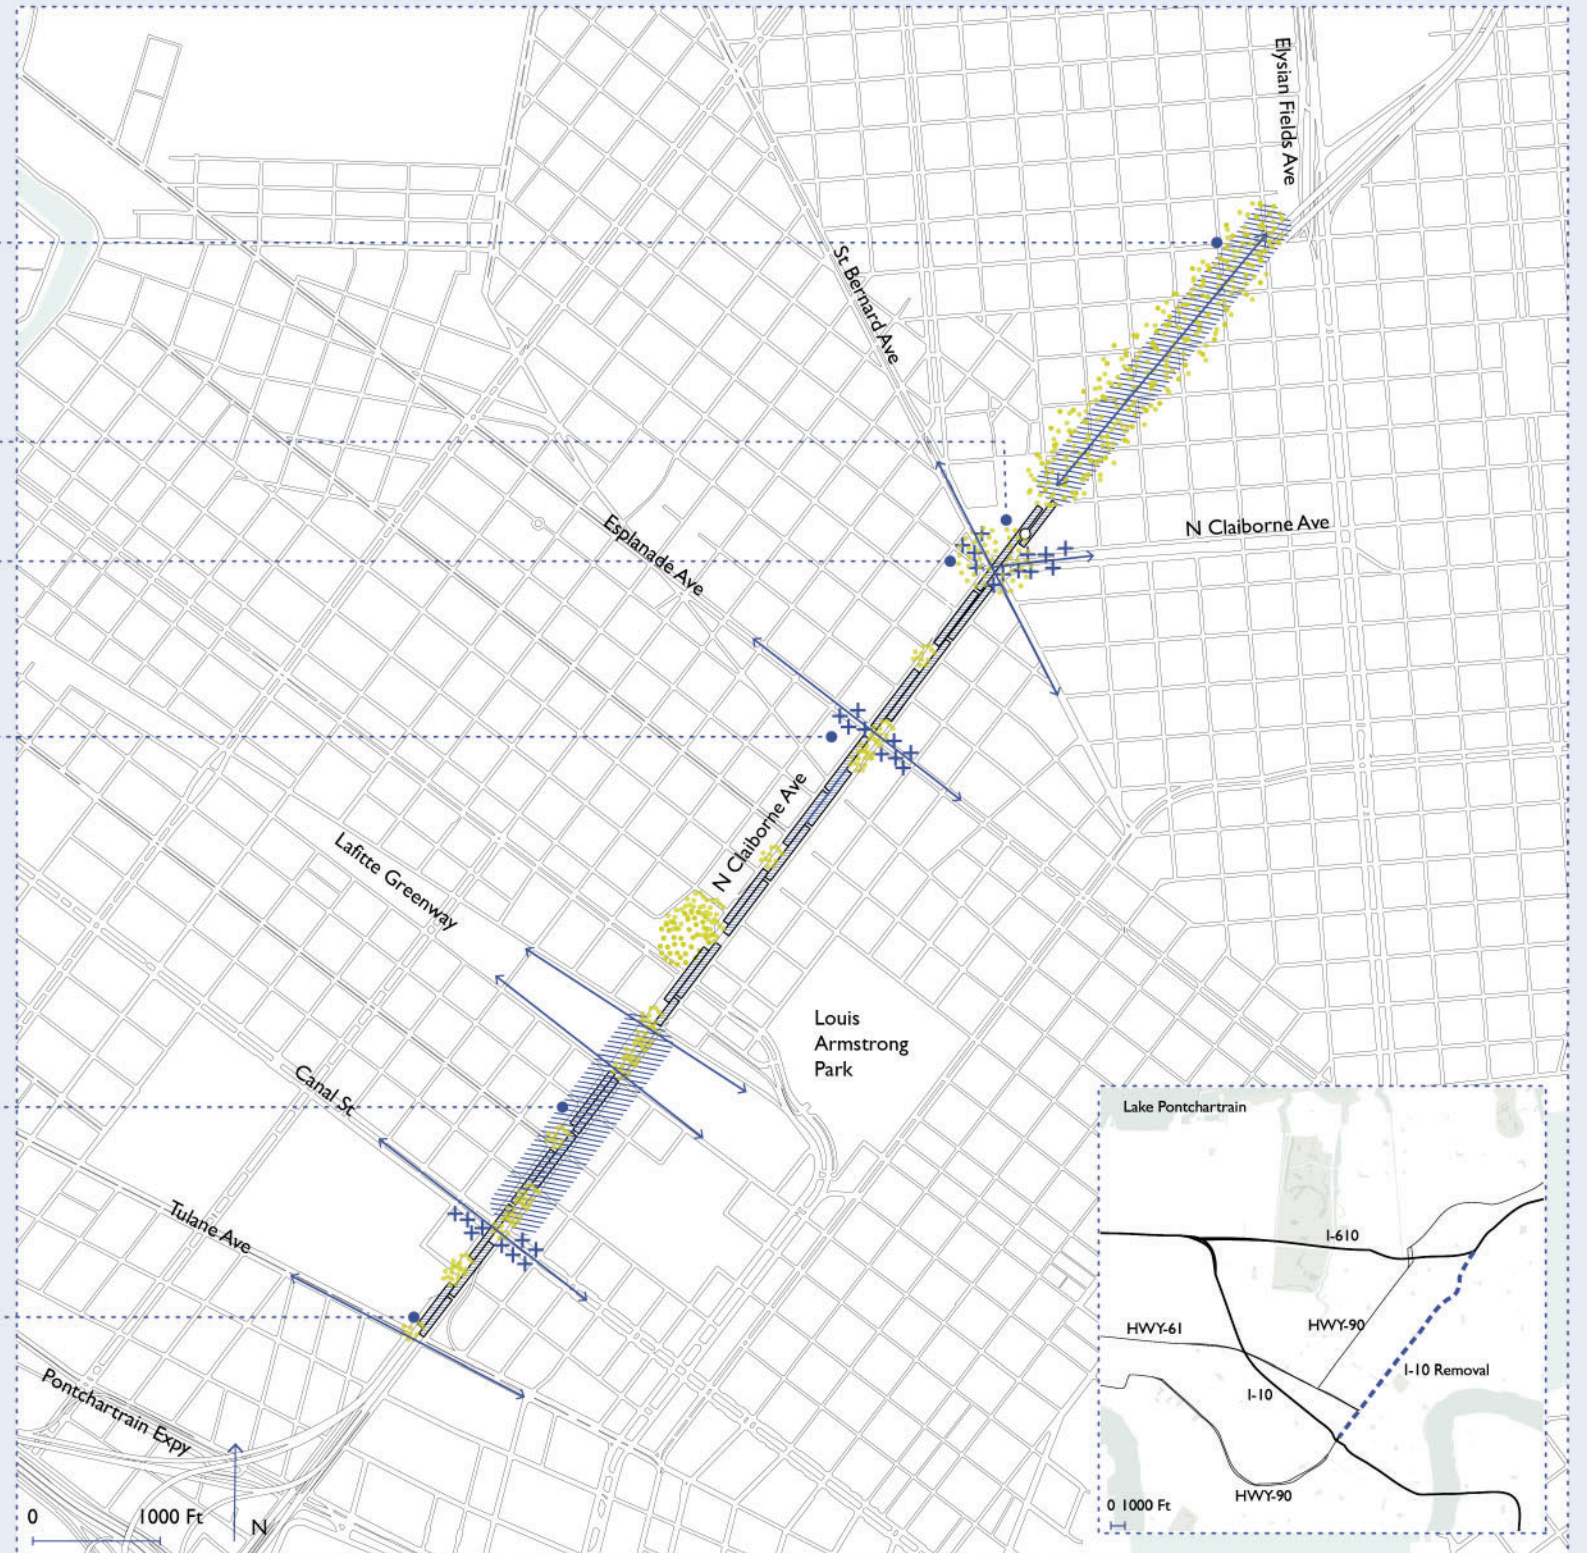 Elysian Fields Ave
St Bernard Ave
N Claiborne Ave
Esplanade Ave
N Claiborne Ave
Lafitte Greenway
Louis
Armstrong
Park
Canal St
Tulane Ave
Pontchartrain Expy
0 1000 Ft N
Lake Pontchartrain
I-610
HWY-90
HWY-61
I-10 Removal
I-10
HWY-90
0 1000 Ft